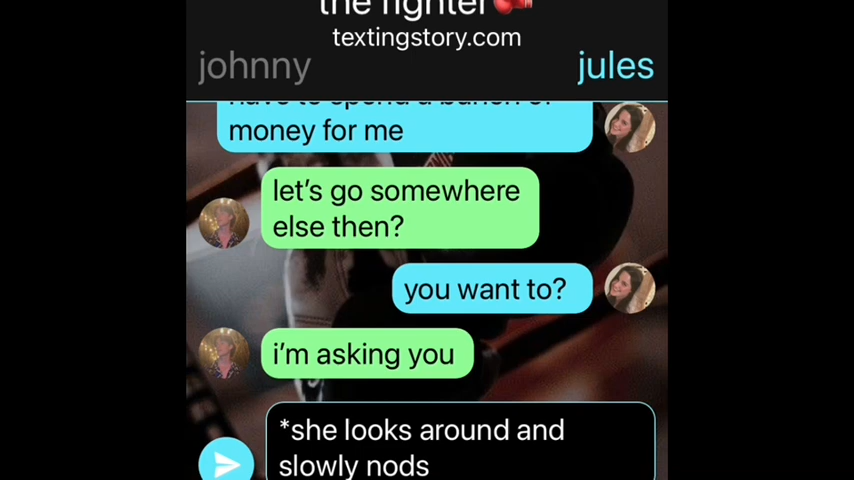 the fighter🥊
textingstory.com
johnny
jules
have to spend a bunch of
money for me
let's go somewhere
else then?
you want to?
i'm asking you
*she looks around and
slowly nods